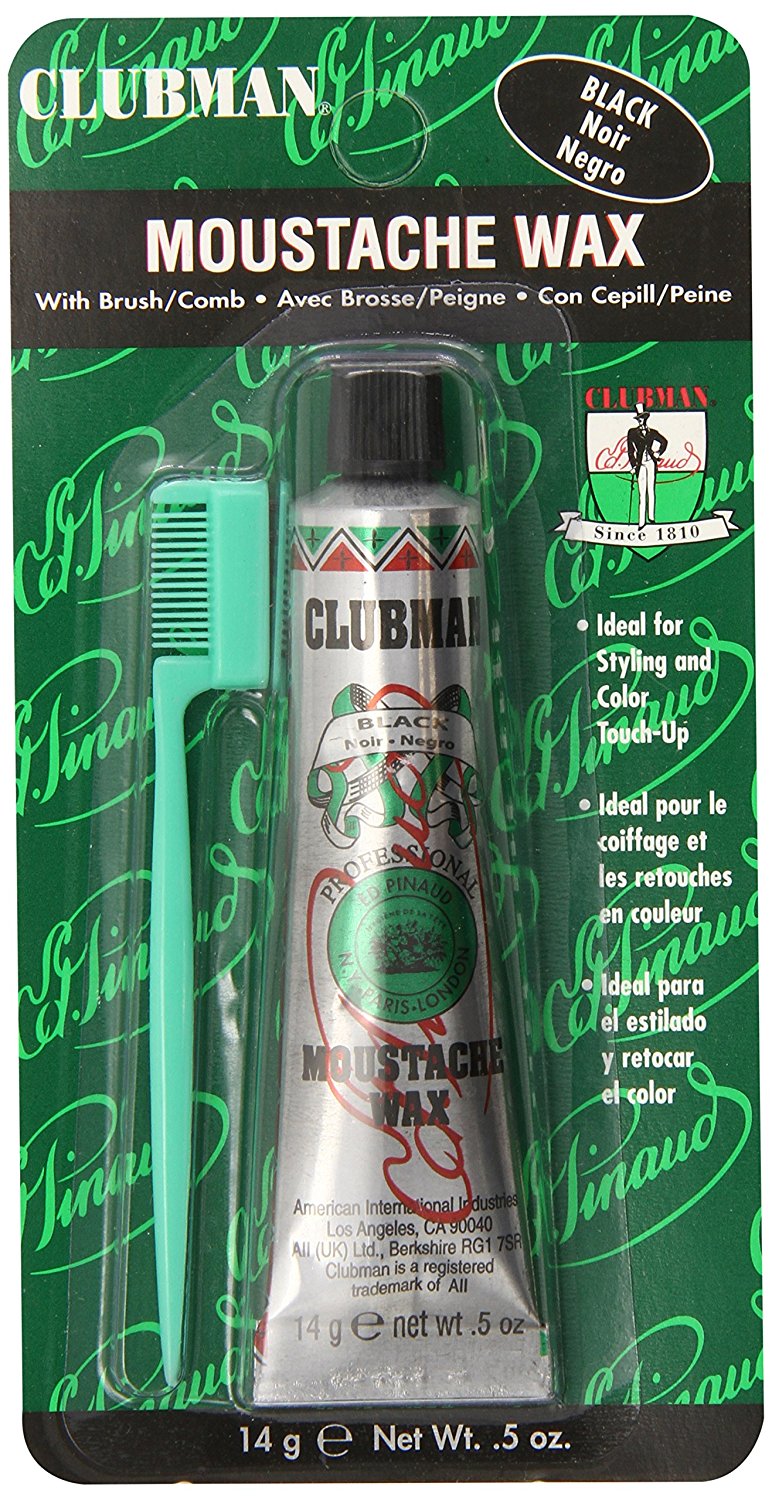 CLUBMAN®
BLACK
Noir
Negro
MOUSTACHE WAX
With Brush/Comb • Avec Brosse/Peigne • Con Cepill/Peine
CLUBMAN®
Ed. Pinaud
Since 1810
• Ideal for
Styling and
Color
Touch-Up
• Ideal pour le
coiffage et
les retouches
en couleur
• Ideal para
el estilado
y retocar
el color
CLUBMAN
BLACK
Noir • Negro
PROFESSIONAL
ED. PINAUD
N.Y.-PARIS-LONDON
MOUSTACHE
WAX
American International Industries
Los Angeles, CA 90040
AII (UK) Ltd., Berkshire RG1 7SR
Clubman is a registered
trademark of AII
14 g ℮ net wt .5 oz
14 g ℮ Net Wt. .5 oz.